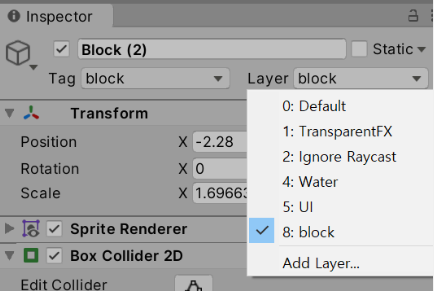 Inspector
Block (2)
Static
Tag block
Layer block
0: Default
1: TransparentFX
2: Ignore Raycast
4: Water
5: UI
8: block
Add Layer...
Transform
Position X -2.28
Rotation X 0
Scale X 1.6966
Sprite Renderer
Box Collider 2D
Edit Collider